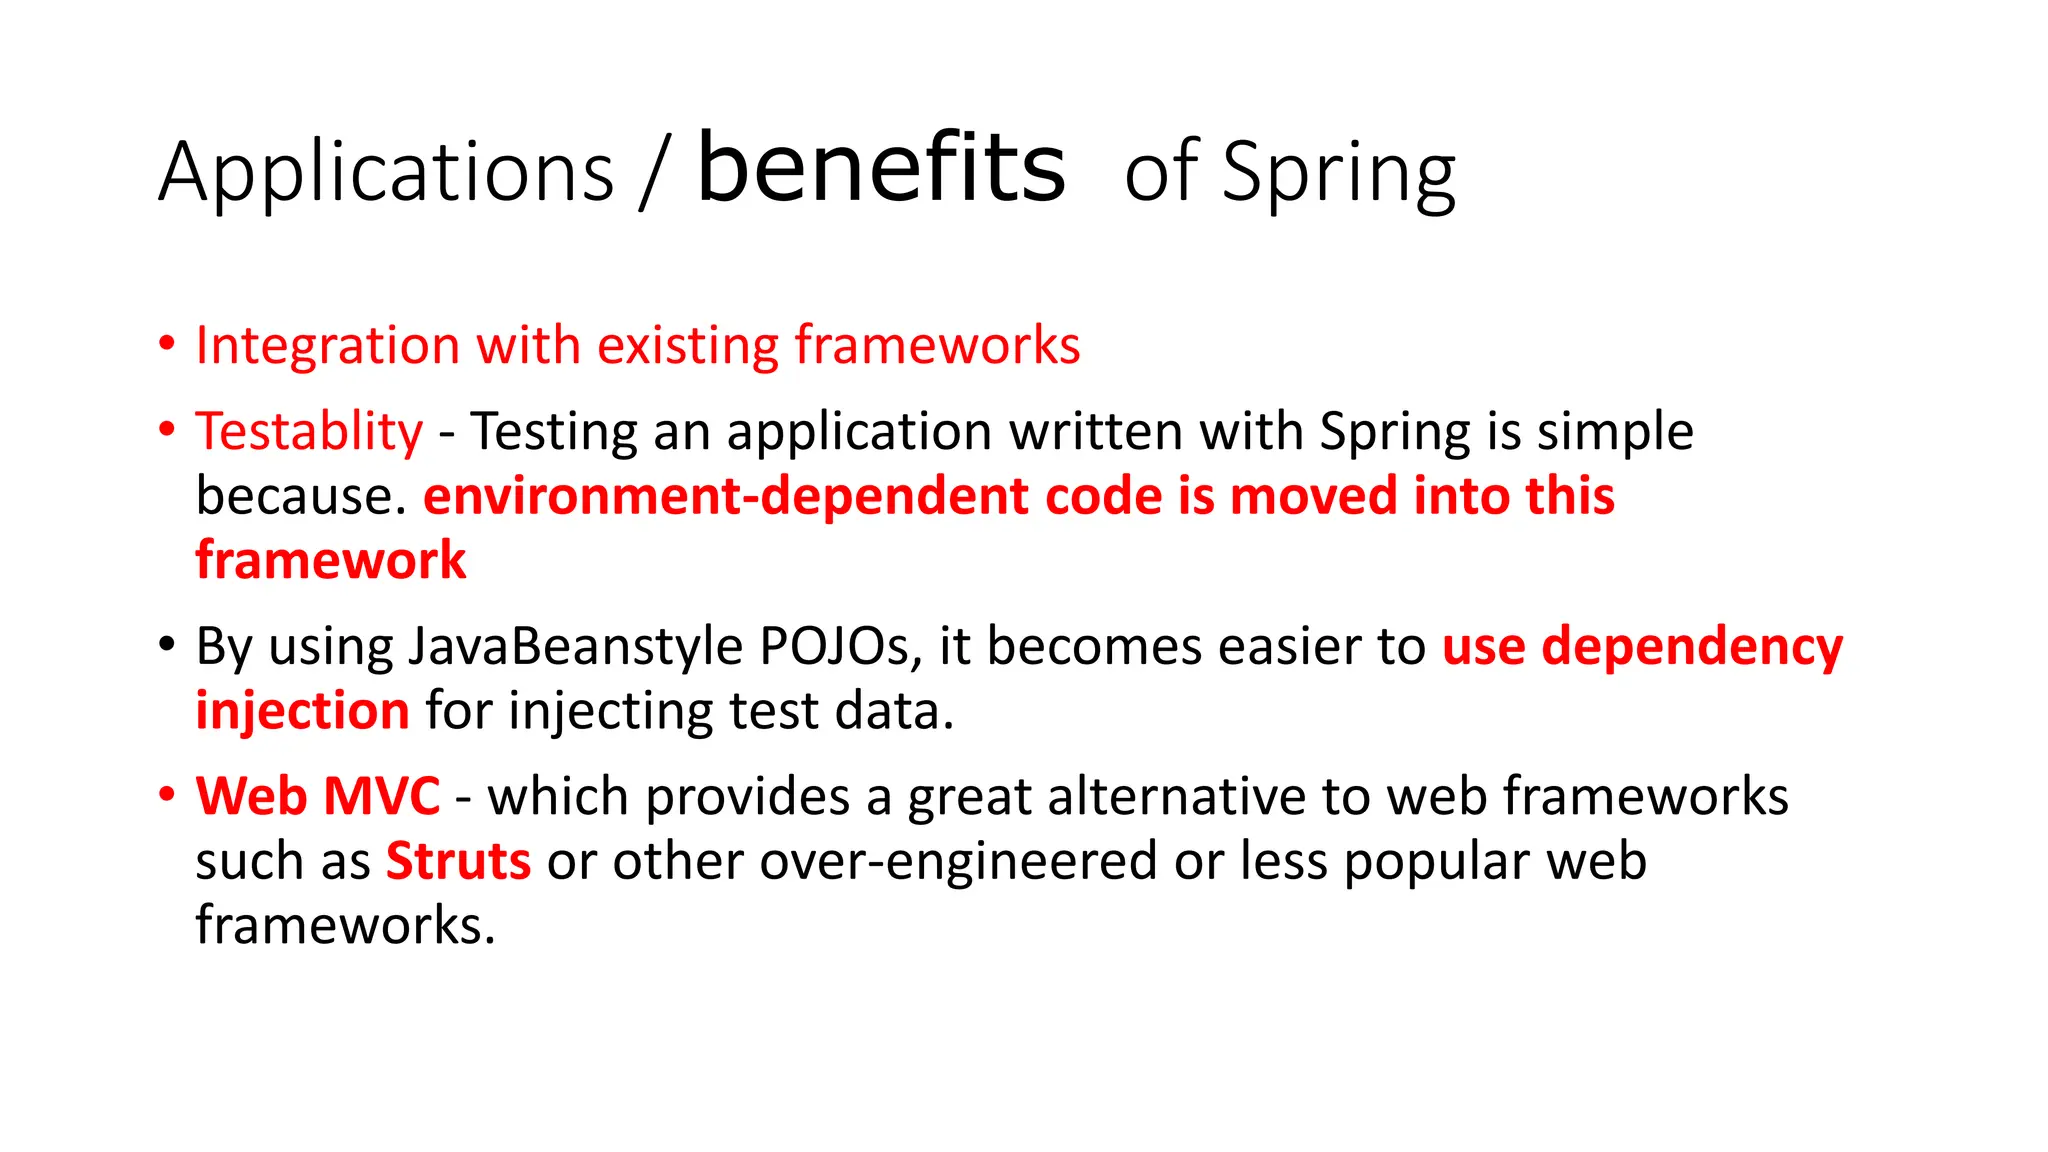 Applications / benefits of Spring
• Integration with existing frameworks
• Testablity - Testing an application written with Spring is simple
because. environment-dependent code is moved into this
framework
• By using JavaBeanstyle POJOs, it becomes easier to use dependency
injection for injecting test data.
• Web MVC - which provides a great alternative to web frameworks
such as Struts or other over-engineered or less popular web
frameworks.